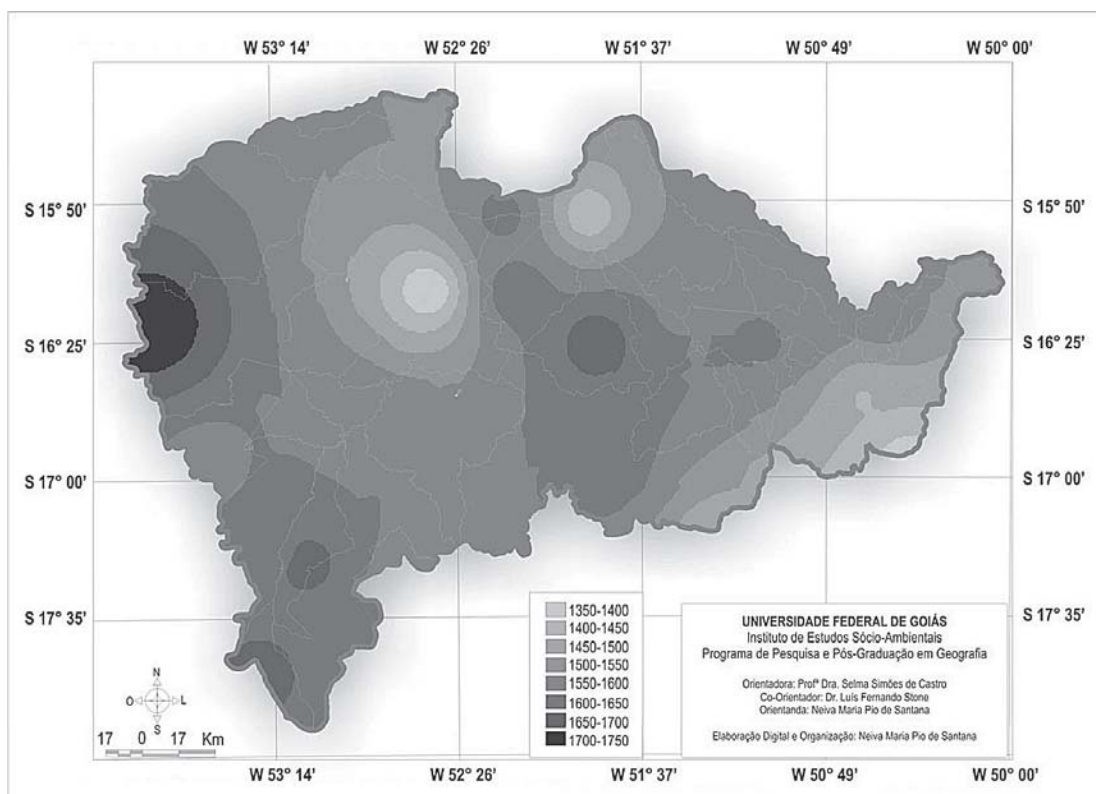 W 53° 14' W 52° 26' W 51° 37' W 50° 49' W 50° 00'
S 15° 50' S 15° 50'
S 16° 25' S 16° 25'
S 17° 00' S 17° 00'
S 17° 35' S 17° 35'
1350-1400
1400-1450
1450-1500
1500-1550
1550-1600
1600-1650
1650-1700
1700-1750
UNIVERSIDADE FEDERAL DE GOIÁS
Instituto de Estudos Sócio-Ambientais
Programa de Pesquisa e Pós-Graduação em Geografia
Orientadora: Profª Dra. Selma Simões de Castro
Co-Orientador: Dr. Luís Fernando Stone
Orientanda: Neiva Maria Pio de Santana
Elaboração Digital e Organização: Neiva Maria Pio de Santana
N
O L
S
17 0 17 Km
W 53° 14' W 52° 26' W 51° 37' W 50° 49' W 50° 00'